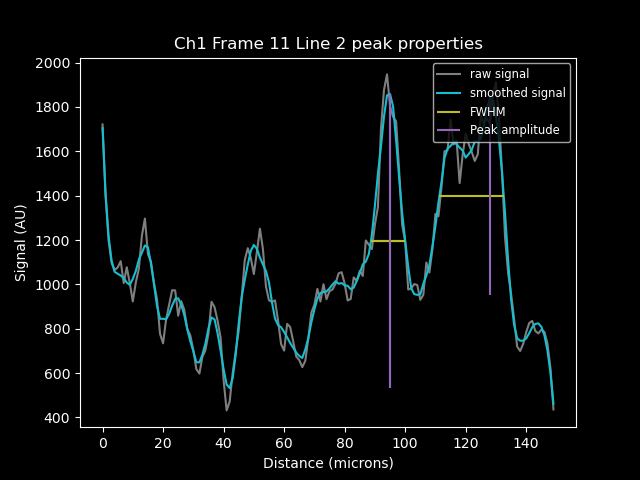 Ch1 Frame 11 Line 2 peak properties
raw signal
smoothed signal
FWHM
Peak amplitude
Signal (AU)
2000
1800
1600
1400
1200
1000
800
600
400
0 20 40 60 80 100 120 140
Distance (microns)